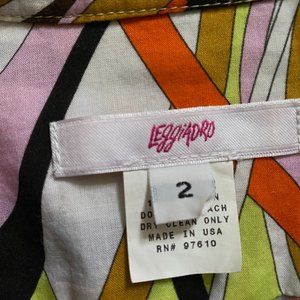 LEGGIADRO
2
DRY CLEAN ONLY
MADE IN USA
RN# 97610